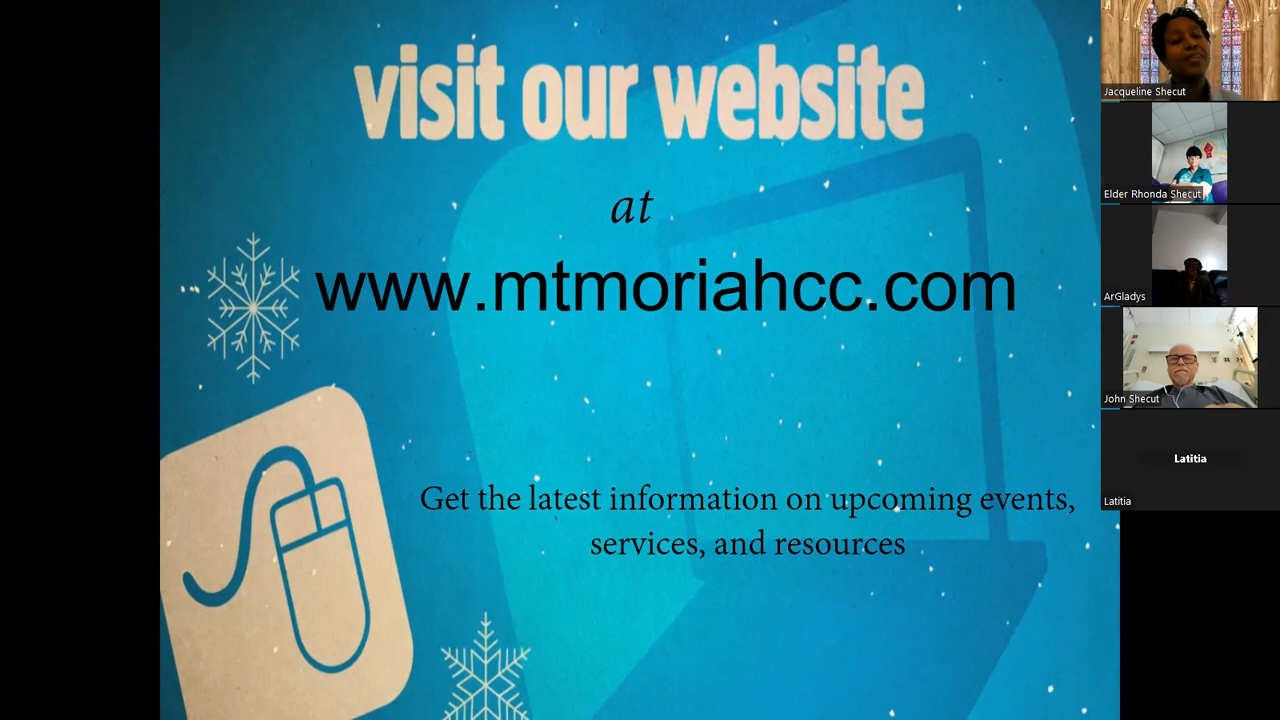 visit our website
at
www.mtmoriahcc.com
Get the latest information on upcoming events,
services, and resources
Jacqueline Shecut
Elder Rhonda Shecut
ArGladys
John Shecut
Latitia
Latitia